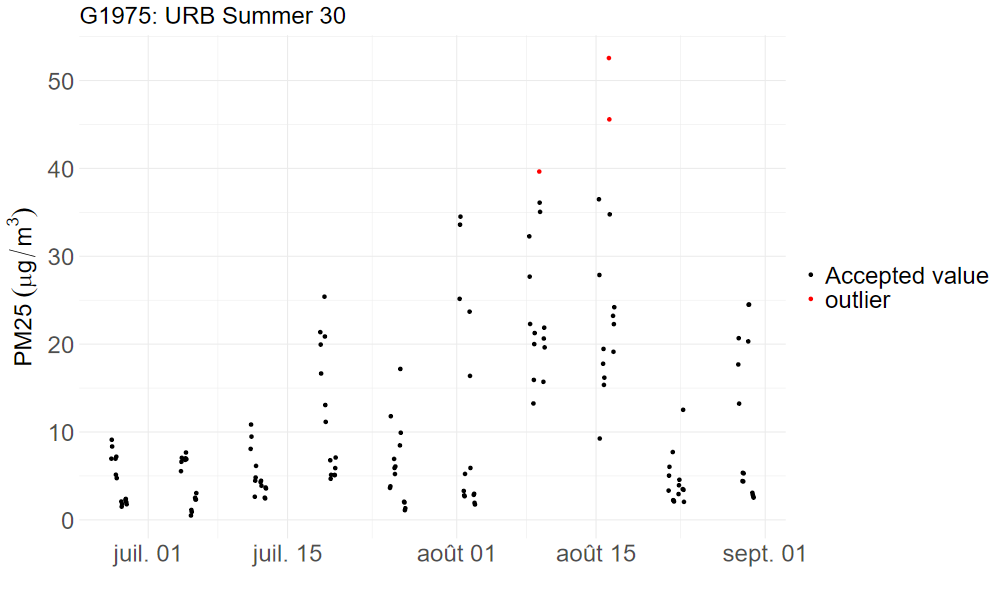 G1975: URB Summer 30
PM25 (μg/m³)
50
40
30
20
10
0
juil. 01
juil. 15
août 01
août 15
sept. 01
Accepted value
outlier